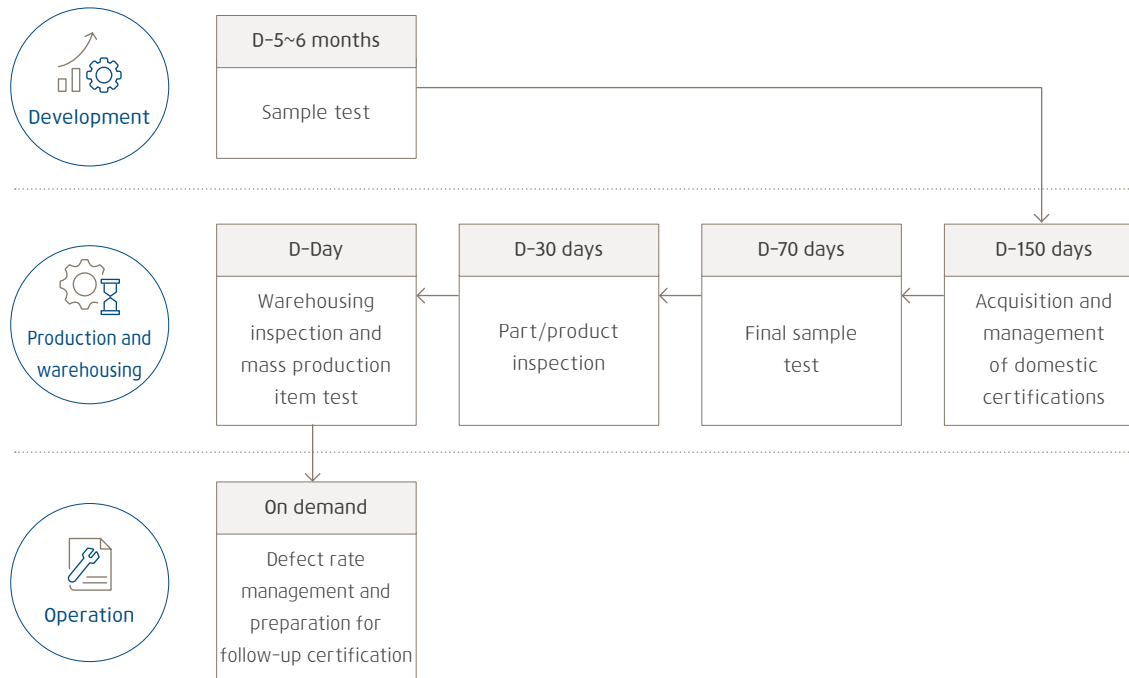 Development
D-5~6 months
Sample test
Production and
warehousing
D-Day
Warehousing
inspection and
mass production
item test
D-30 days
Part/product
inspection
D-70 days
Final sample
test
D-150 days
Acquisition and
management
of domestic
certifications
Operation
On demand
Defect rate
management and
preparation for
follow-up certification